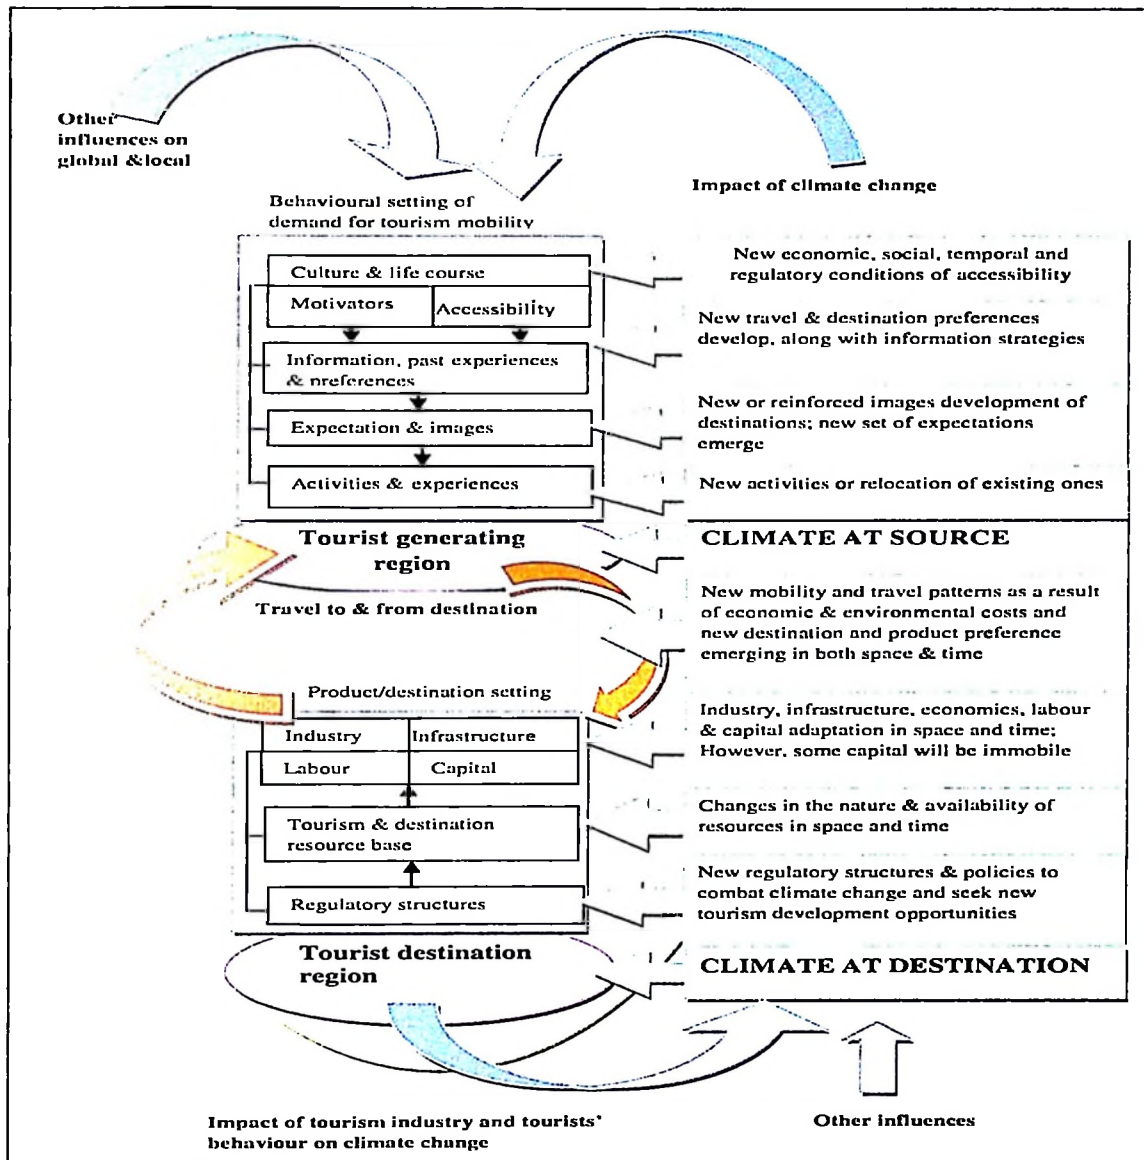 Other
influences on
global &local
Impact of climate change
Behavioural setting of
demand for tourism mobility
Culture & life course
Motivators
Accessibility
Information, past experiences
& nreferences
Expectation & images
Activities & experiences
New economic, social, temporal and
regulatory conditions of accessibility
New travel & destination preferences
develop, along with information strategies
New or reinforced images development of
destinations; new set of expectations
emerge
New activities or relocation of existing ones
Tourist generating
region
CLIMATE AT SOURCE
Travel to & from destination
New mobility and travel patterns as a result
of economic & environmental costs and
new destination and product preference
emerging in both space & time
Product/destination setting
Industry
Infrastructure
Labour
Capital
Tourism & destination
resource base
Regulatory structures
Industry, infrastructure, economics, labour
& capital adaptation in space and time;
However, some capital will be immobile
Changes in the nature & availability of
resources in space and time
New regulatory structures & policies to
combat climate change and seek new
tourism development opportunities
Tourist destination
region
CLIMATE AT DESTINATION
Impact of tourism industry and tourists'
behaviour on climate change
Other influences